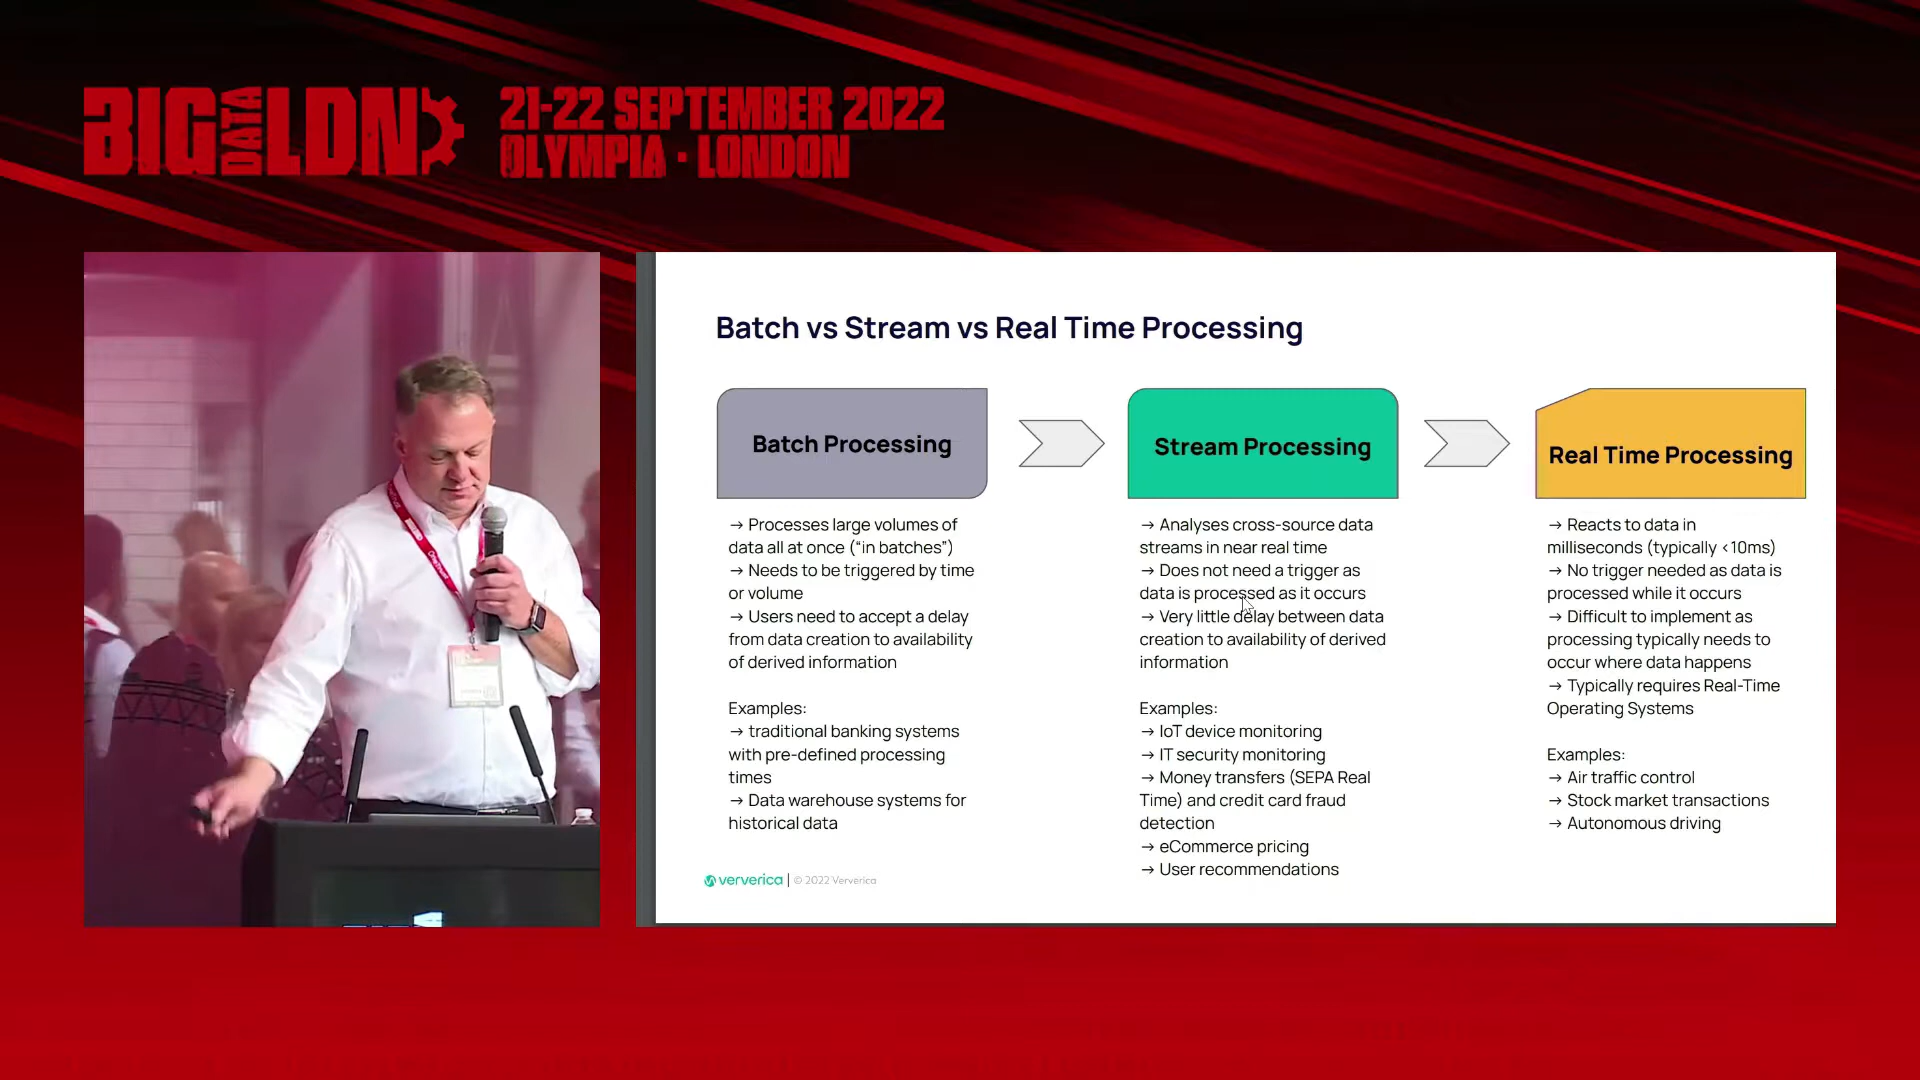 BIG DATA LDN
21-22 SEPTEMBER 2022
OLYMPIA · LONDON
Batch vs Stream vs Real Time Processing
Batch Processing
→ Processes large volumes of
data all at once (“in batches”)
→ Needs to be triggered by time
or volume
→ Users need to accept a delay
from data creation to availability
of derived information
Examples:
→ traditional banking systems
with pre-defined processing
times
→ Data warehouse systems for
historical data
Stream Processing
→ Analyses cross-source data
streams in near real time
→ Does not need a trigger as
data is processed as it occurs
→ Very little delay between data
creation to availability of derived
information
Examples:
→ IoT device monitoring
→ IT security monitoring
→ Money transfers (SEPA Real
Time) and credit card fraud
detection
→ eCommerce pricing
→ User recommendations
Real Time Processing
→ Reacts to data in
milliseconds (typically <10ms)
→ No trigger needed as data is
processed while it occurs
→ Difficult to implement as
processing typically needs to
occur where data happens
→ Typically requires Real-Time
Operating Systems
Examples:
→ Air traffic control
→ Stock market transactions
→ Autonomous driving
ververica | © 2022 Ververica